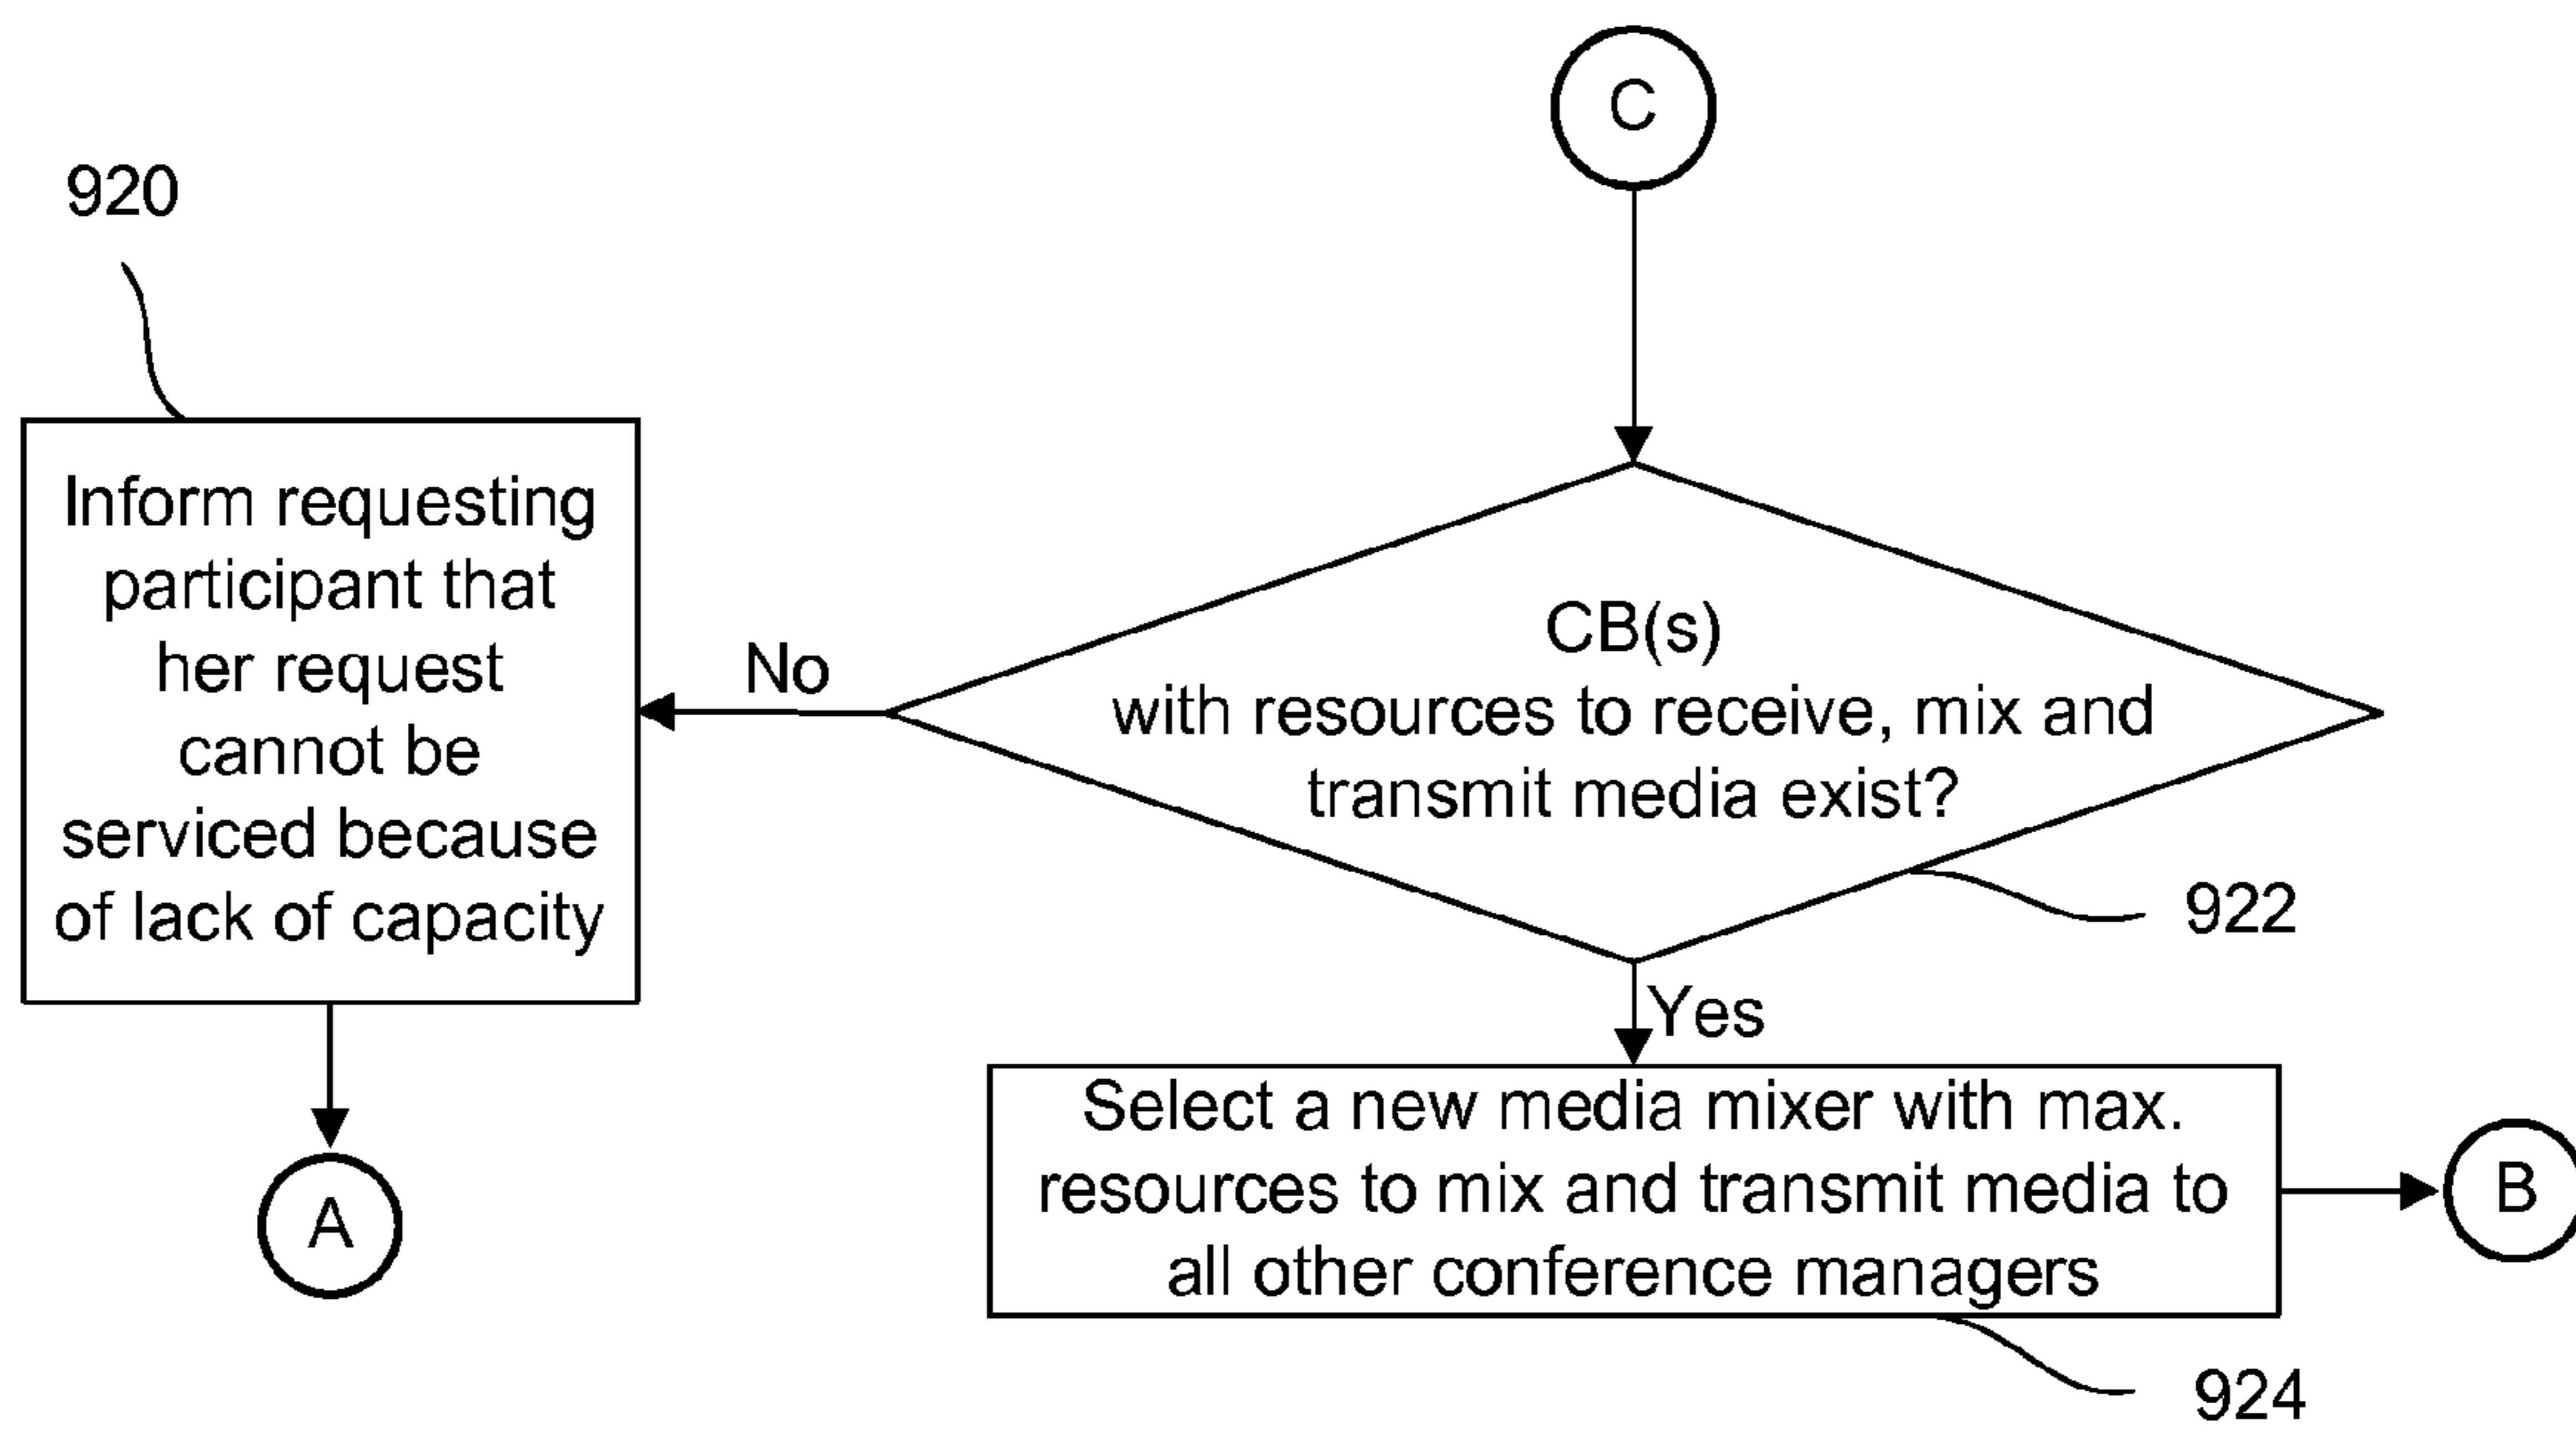 C
920
Inform requesting
participant that
her request
cannot be
serviced because
of lack of capacity
No
CB(s)
with resources to receive, mix and
transmit media exist?
922
Yes
Select a new media mixer with max.
resources to mix and transmit media to
all other conference managers
B
A
924